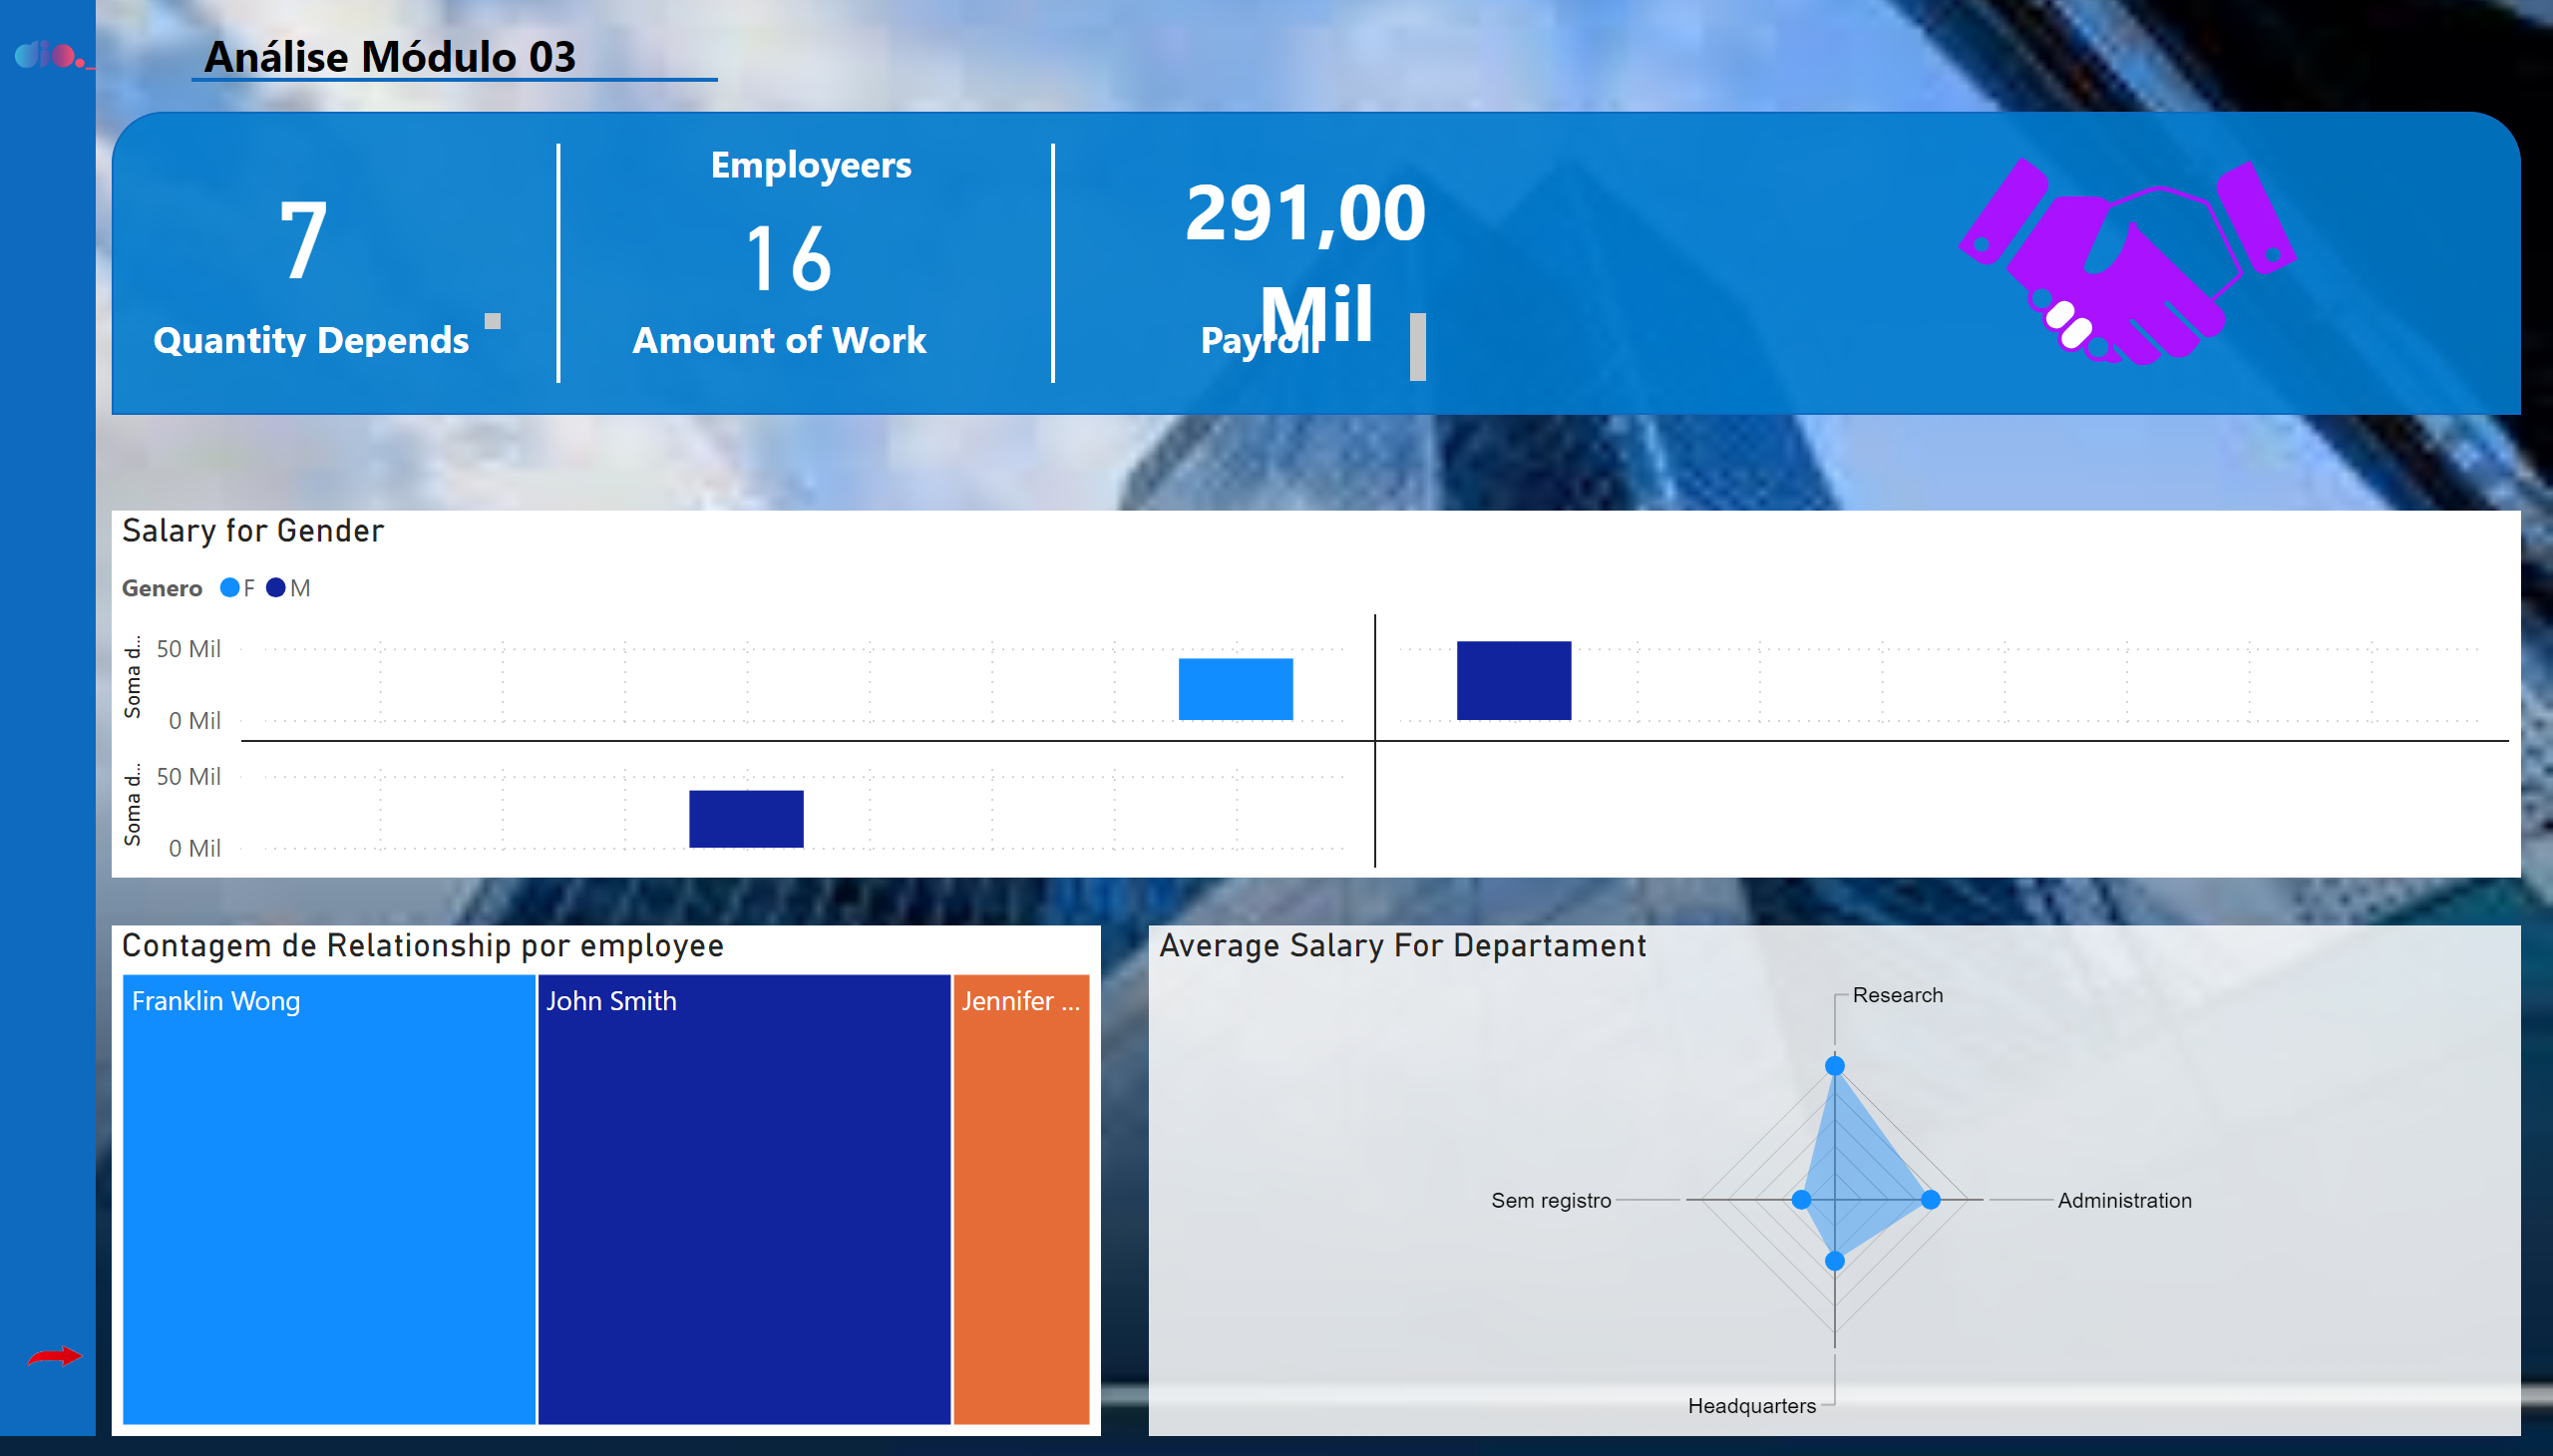 dio._
Análise Módulo 03
Employeers
7
16
291,00
Mil
Quantity Depends
Amount of Work
Payroll
Salary for Gender
Genero F M
Soma d...
50 Mil
0 Mil
Soma d...
50 Mil
0 Mil
Contagem de Relationship por employee
Franklin Wong
John Smith
Jennifer ...
Average Salary For Departament
Research
Sem registro
Administration
Headquarters